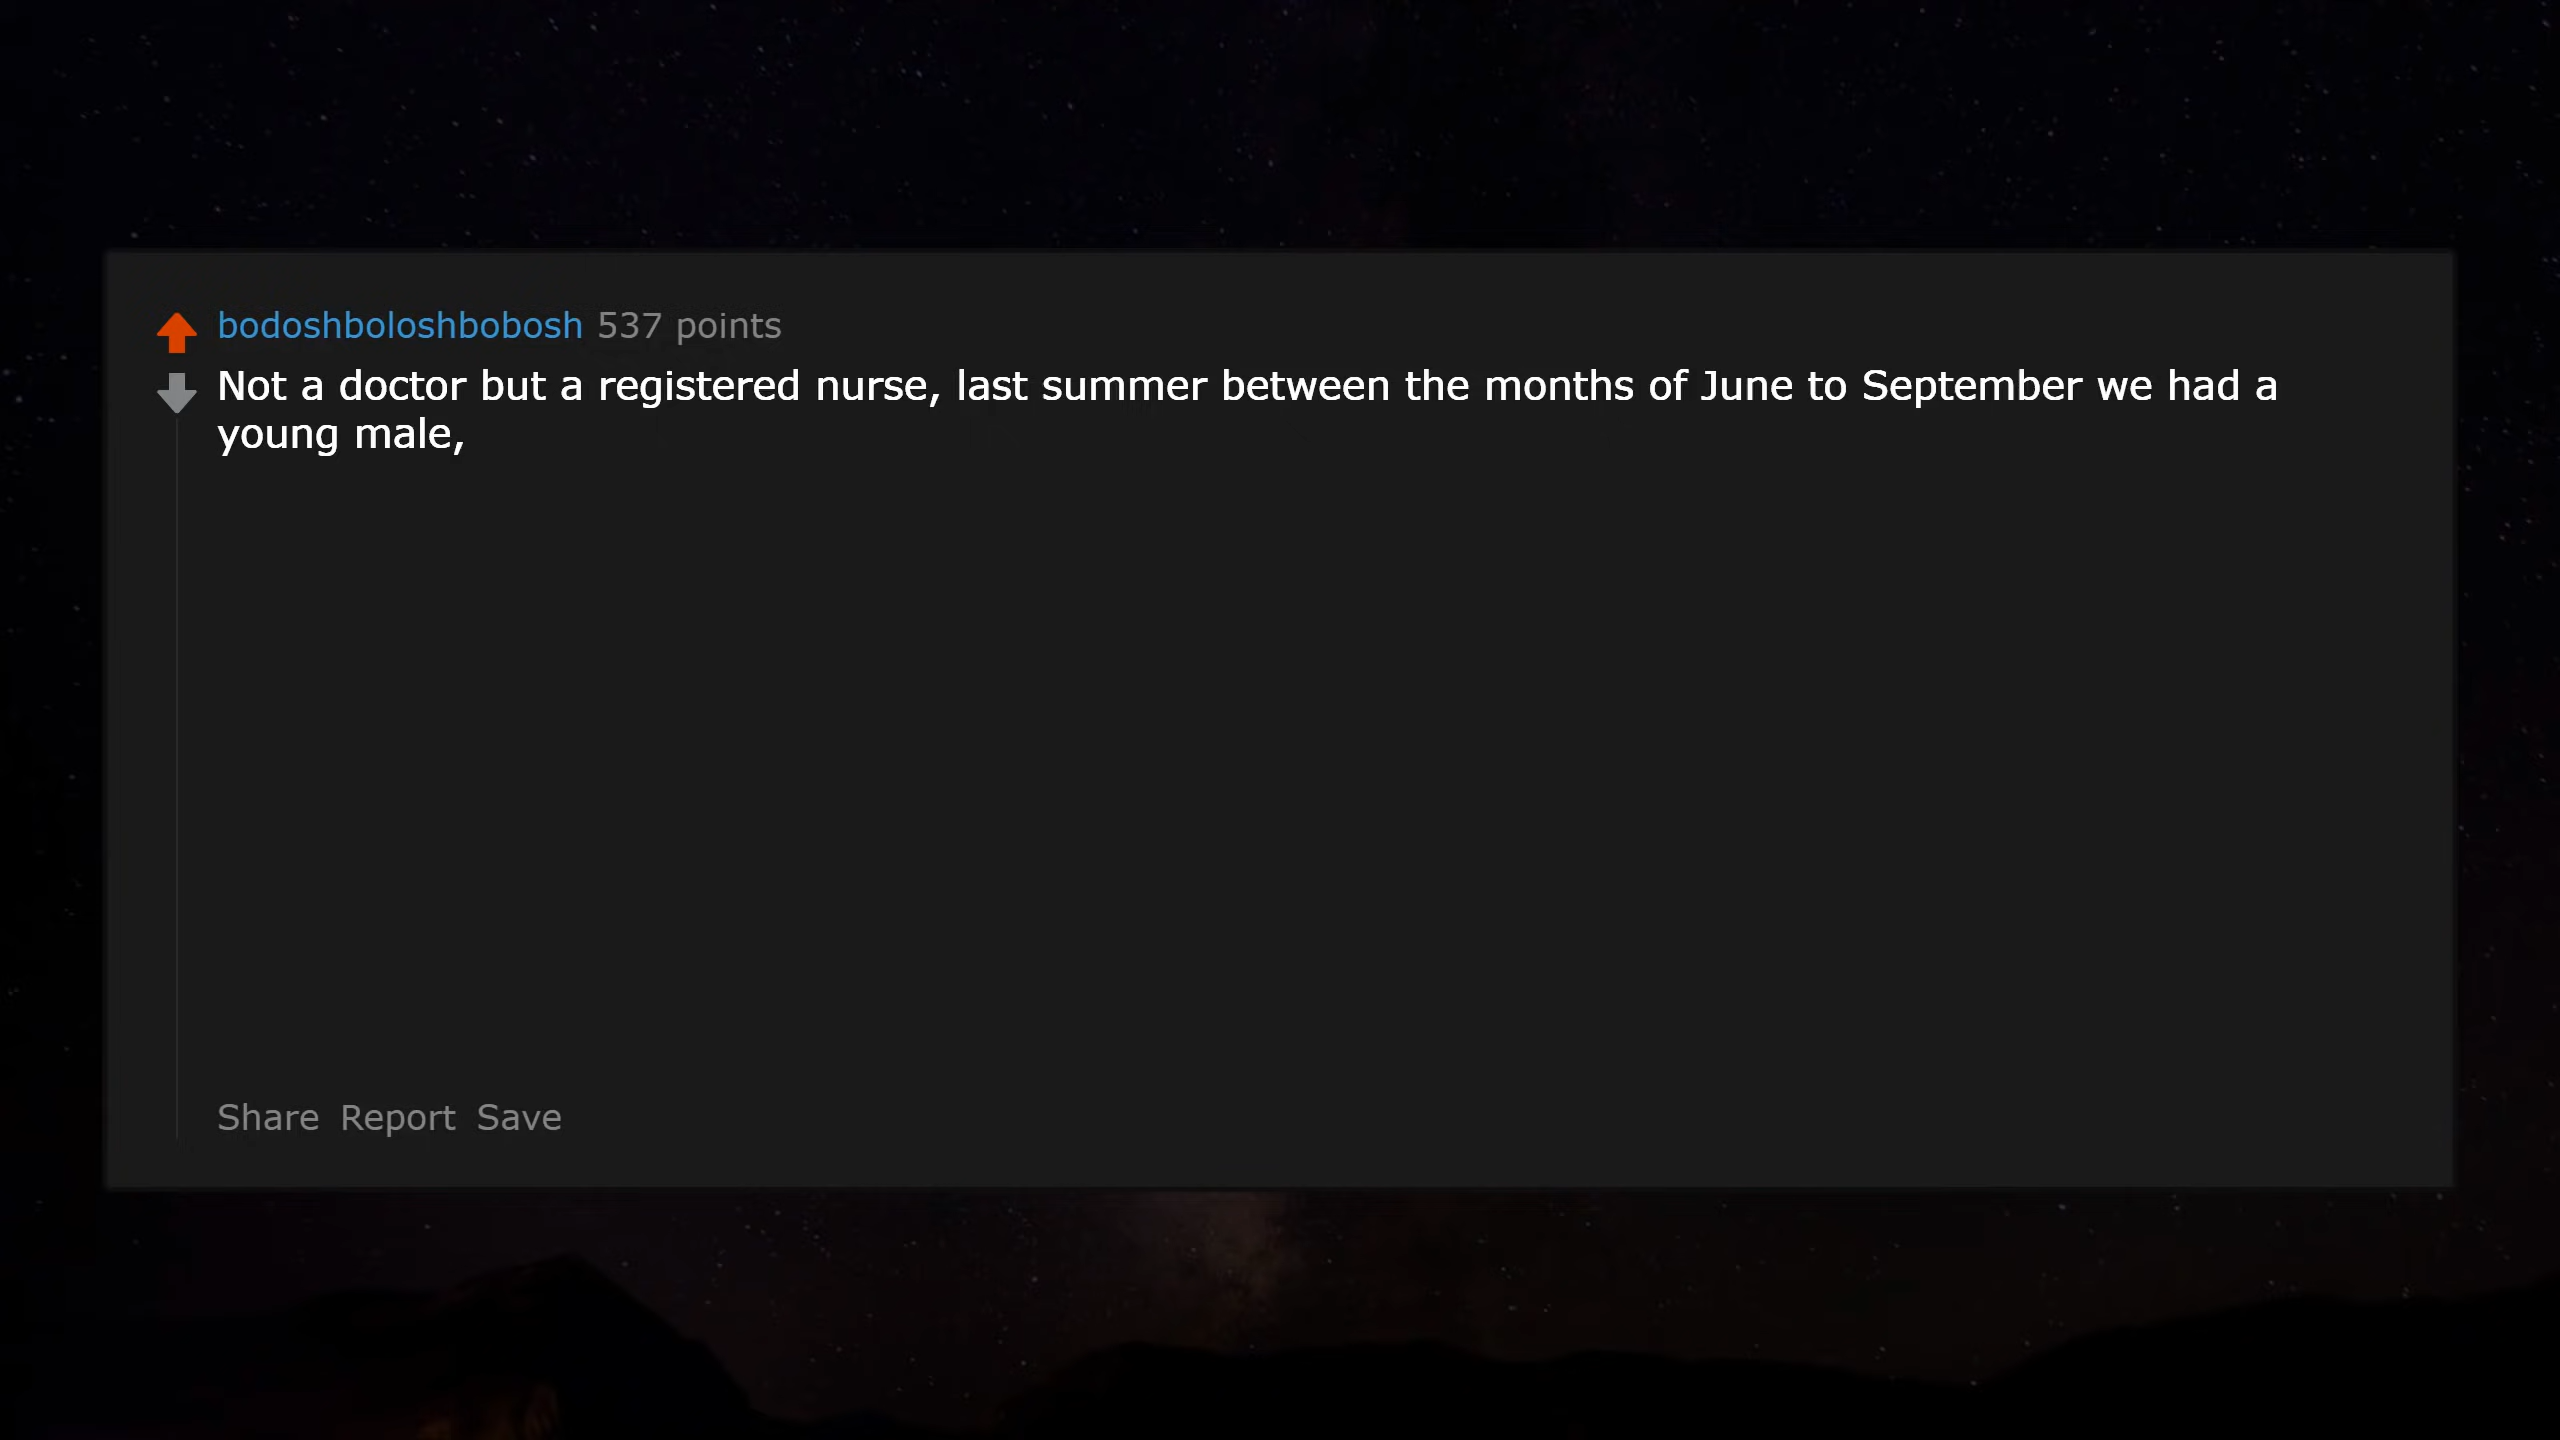 bodoshboloshbobosh 537 points
Not a doctor but a registered nurse, last summer between the months of June to September we had a
young male,
Share Report Save